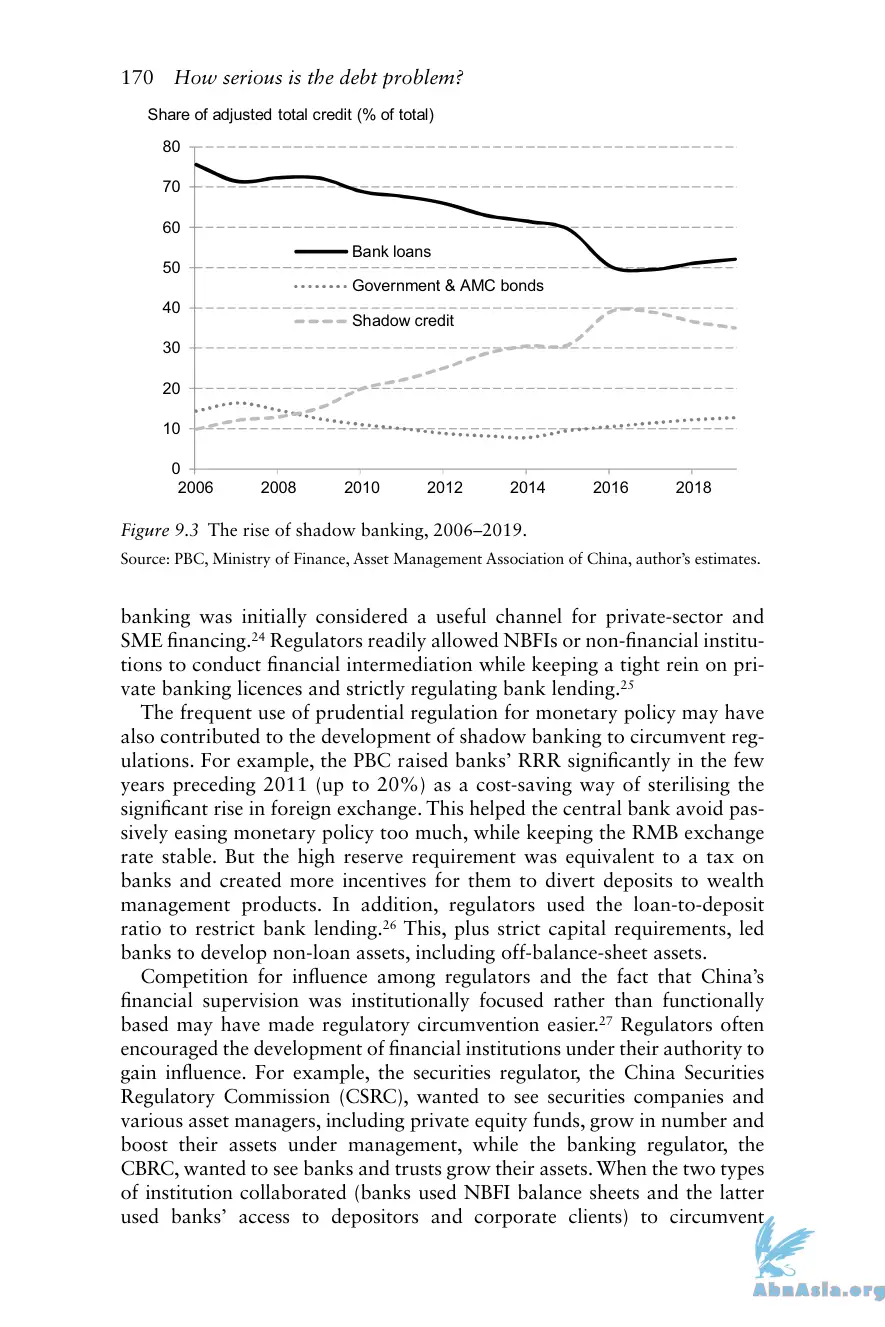 170 How serious is the debt problem?
Share of adjusted total credit (% of total)
80
70
60
50
40
30
20
10
0
Bank loans
Government & AMC bonds
Shadow credit
2006 2008 2010 2012 2014 2016 2018
Figure 9.3 The rise of shadow banking, 2006–2019.
Source: PBC, Ministry of Finance, Asset Management Association of China, author’s estimates.
banking was initially considered a useful channel for private-sector and
SME financing.24 Regulators readily allowed NBFIs or non-financial institu-
tions to conduct financial intermediation while keeping a tight rein on pri-
vate banking licences and strictly regulating bank lending.25
The frequent use of prudential regulation for monetary policy may have
also contributed to the development of shadow banking to circumvent reg-
ulations. For example, the PBC raised banks’ RRR significantly in the few
years preceding 2011 (up to 20%) as a cost-saving way of sterilising the
significant rise in foreign exchange. This helped the central bank avoid pas-
sively easing monetary policy too much, while keeping the RMB exchange
rate stable. But the high reserve requirement was equivalent to a tax on
banks and created more incentives for them to divert deposits to wealth
management products. In addition, regulators used the loan-to-deposit
ratio to restrict bank lending.26 This, plus strict capital requirements, led
banks to develop non-loan assets, including off-balance-sheet assets.
Competition for influence among regulators and the fact that China’s
financial supervision was institutionally focused rather than functionally
based may have made regulatory circumvention easier.27 Regulators often
encouraged the development of financial institutions under their authority to
gain influence. For example, the securities regulator, the China Securities
Regulatory Commission (CSRC), wanted to see securities companies and
various asset managers, including private equity funds, grow in number and
boost their assets under management, while the banking regulator, the
CBRC, wanted to see banks and trusts grow their assets. When the two types
of institution collaborated (banks used NBFI balance sheets and the latter
used banks’ access to depositors and corporate clients) to circumvent
AbnAsia.org